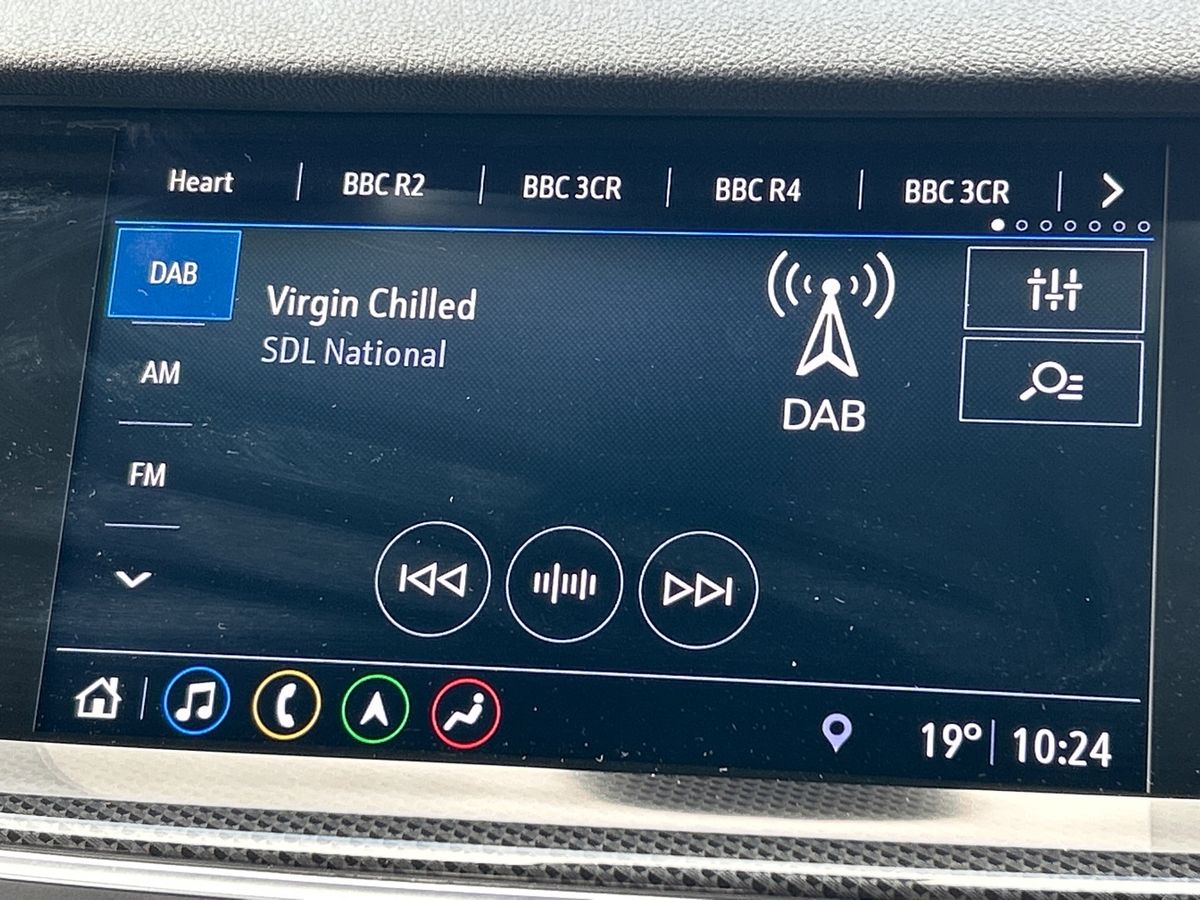 Heart BBC R2 BBC 3CR BBC R4 BBC 3CR
DAB
Virgin Chilled
SDL National
AM
DAB
FM
19° 10:24